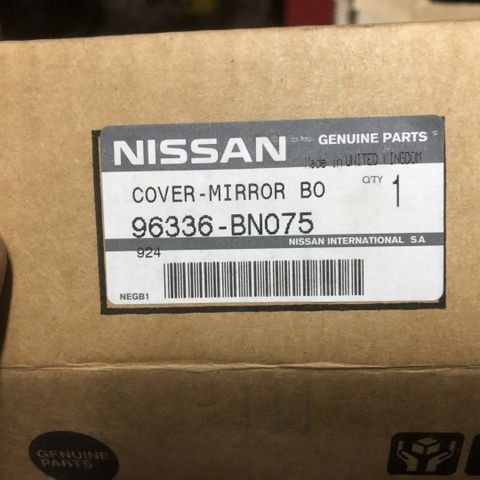 NISSAN GENUINE PARTS
Made in UNITED KINGDOM
COVER-MIRROR BO QTY 1
96336-BN075
NISSAN INTERNATIONAL SA
924
NEGB1
GENUINE
PARTS